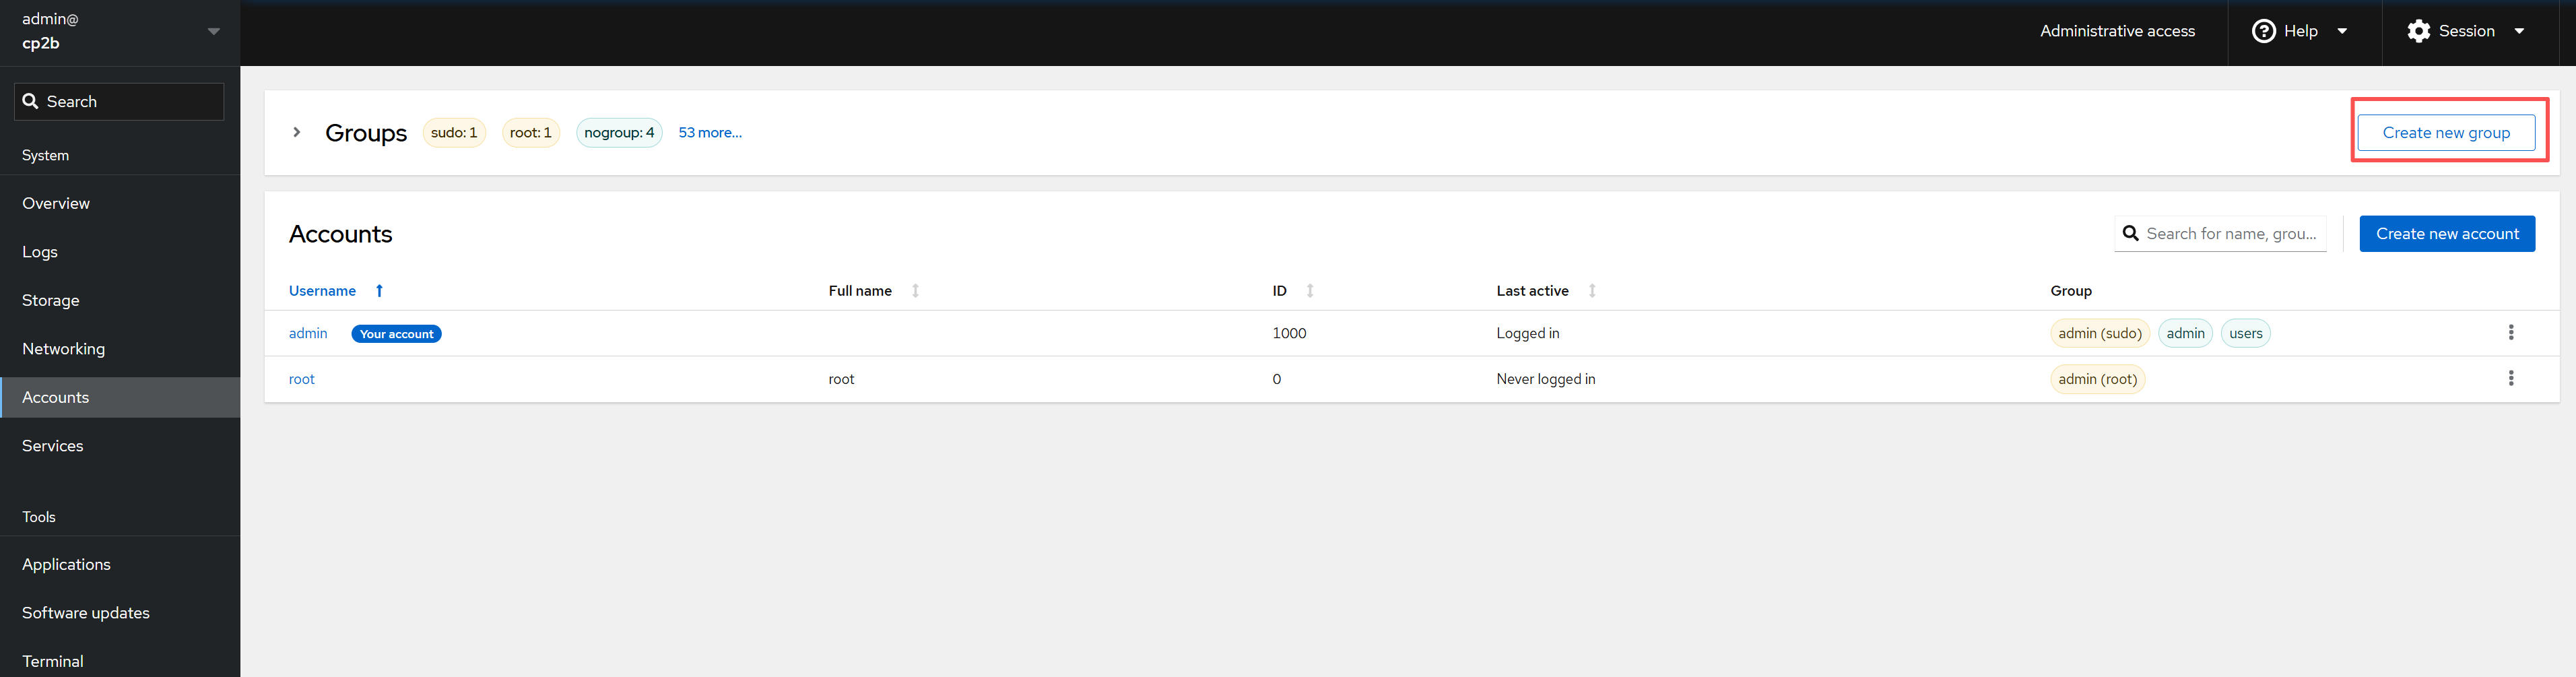 admin@
cp2b
Administrative access
Help
Session
Search
System
Overview
Logs
Storage
Networking
Accounts
Services
Tools
Applications
Software updates
Terminal
Groups sudo: 1 root: 1 nogroup: 4 53 more...
Create new group
Accounts
Search for name, grou...
Create new account
Username Full name ID Last active Group
admin Your account 1000 Logged in admin (sudo) admin users
root root 0 Never logged in admin (root)